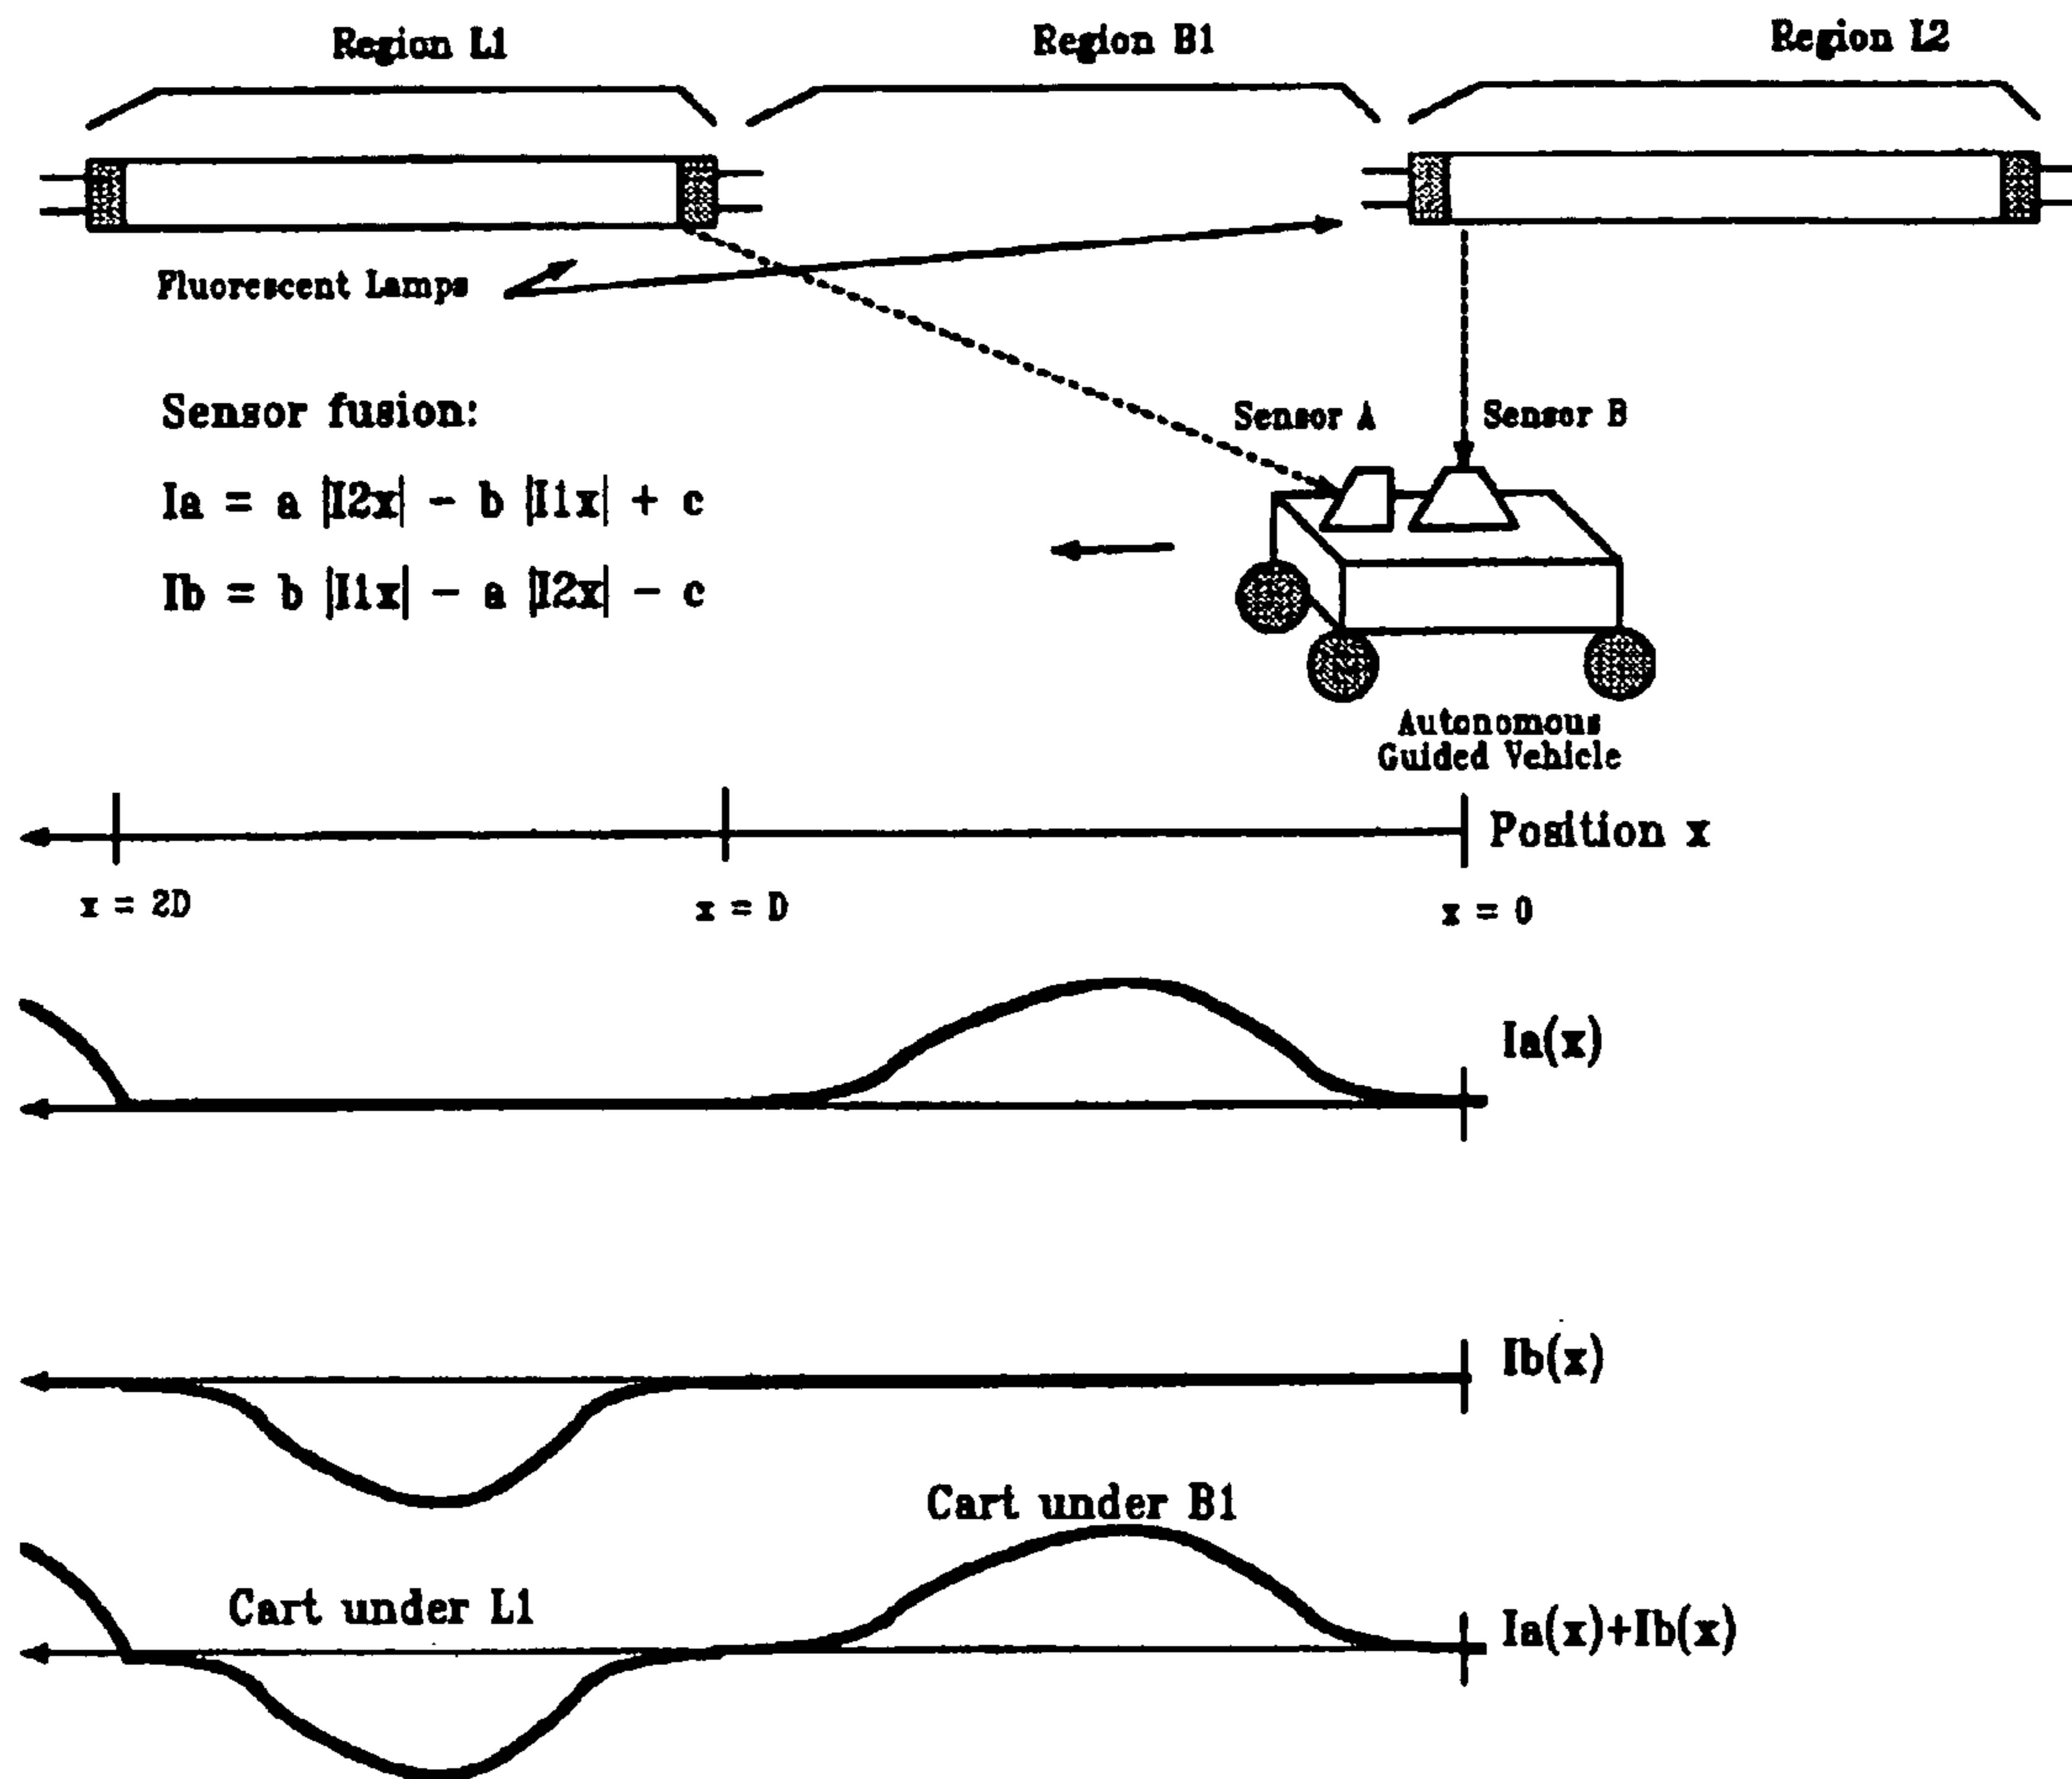 Region L1
Region B1
Region L2
Fluorescent Lamps
Sensor fusion:
Ia = a |I2x| - b |I1x| + c
Ib = b |I1x| - a |I2x| - c
Sensor A
Sensor B
Autonomous
Guided Vehicle
Position x
x = 2D
x = D
x = 0
Ia(x)
Ib(x)
Cart under B1
Cart under L1
Ia(x)+Ib(x)